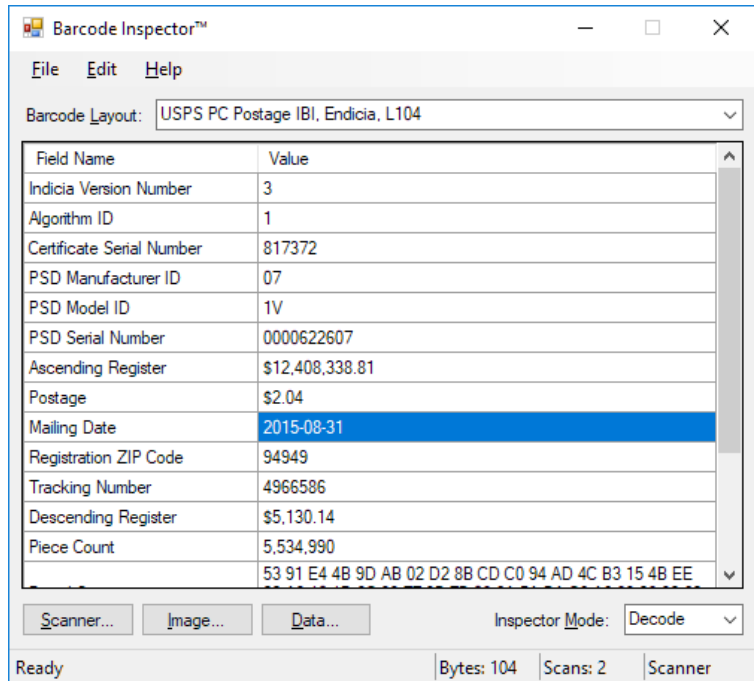 Barcode Inspector™
File Edit Help
Barcode Layout: USPS PC Postage IBI, Endicia, L104
Field Name Value
Indicia Version Number 3
Algorithm ID 1
Certificate Serial Number 817372
PSD Manufacturer ID 07
PSD Model ID 1V
PSD Serial Number 0000622607
Ascending Register $12,408,338.81
Postage $2.04
Mailing Date 2015-08-31
Registration ZIP Code 94949
Tracking Number 4966586
Descending Register $5,130.14
Piece Count 5,534,990
53 91 E4 4B 9D AB 02 D2 8B CD C0 94 AD 4C B3 15 4B EE
Scanner... Image... Data... Inspector Mode: Decode
Ready Bytes: 104 Scans: 2 Scanner